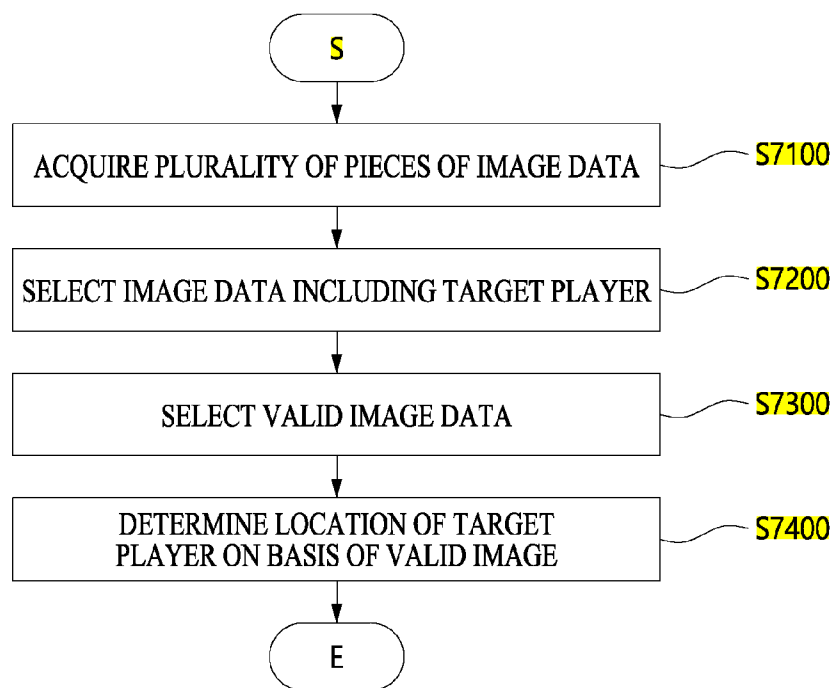 S
ACQUIRE PLURALITY OF PIECES OF IMAGE DATA
S7100
SELECT IMAGE DATA INCLUDING TARGET PLAYER
S7200
SELECT VALID IMAGE DATA
S7300
DETERMINE LOCATION OF TARGET
PLAYER ON BASIS OF VALID IMAGE
S7400
E